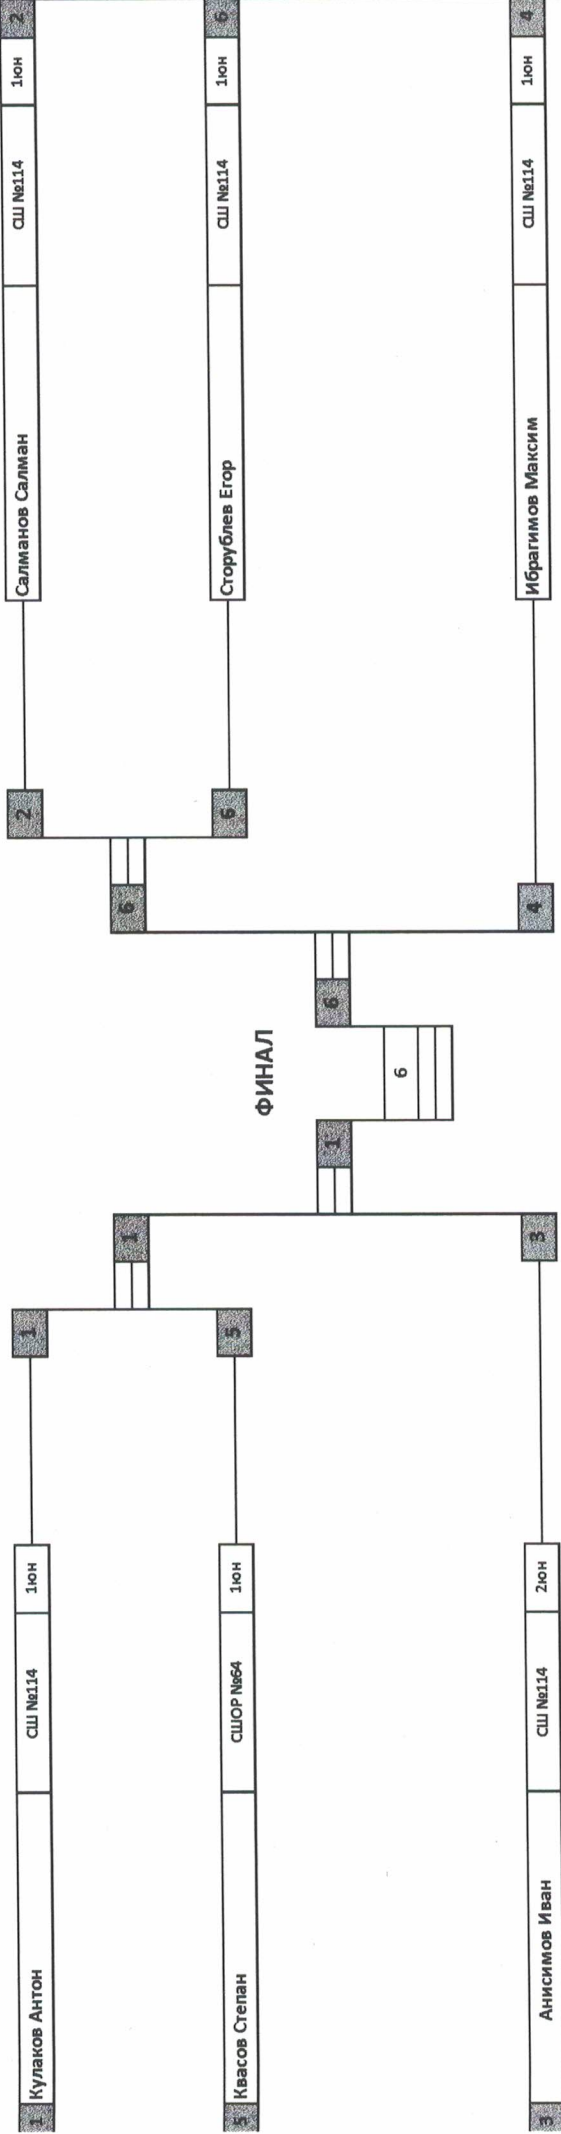 1 Кулаков Антон СШ №114 1юн
5 Квасов Степан СШОР №64 1юн
3 Анисимов Иван СШ №114 2юн
1
5
1
3
1
ФИНАЛ
6
6
6
4
2
6
Салманов Салман СШ №114 1юн 2
Сторублев Егор СШ №114 1юн 6
Ибрагимов Максим СШ №114 1юн 4